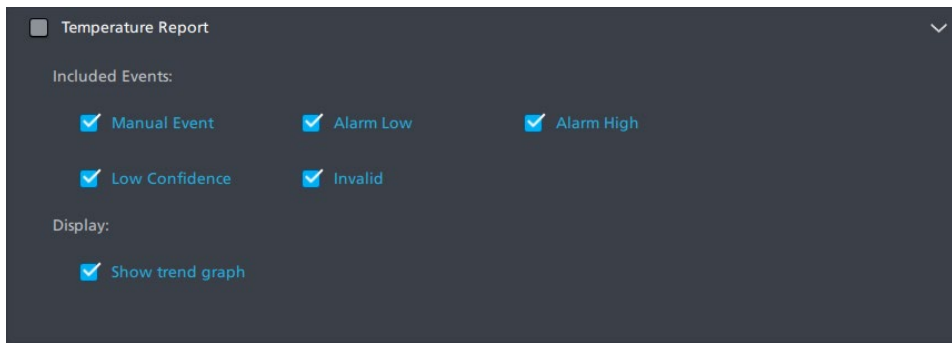 Temperature Report
Included Events:
Manual Event Alarm Low Alarm High
Low Confidence Invalid
Display:
Show trend graph